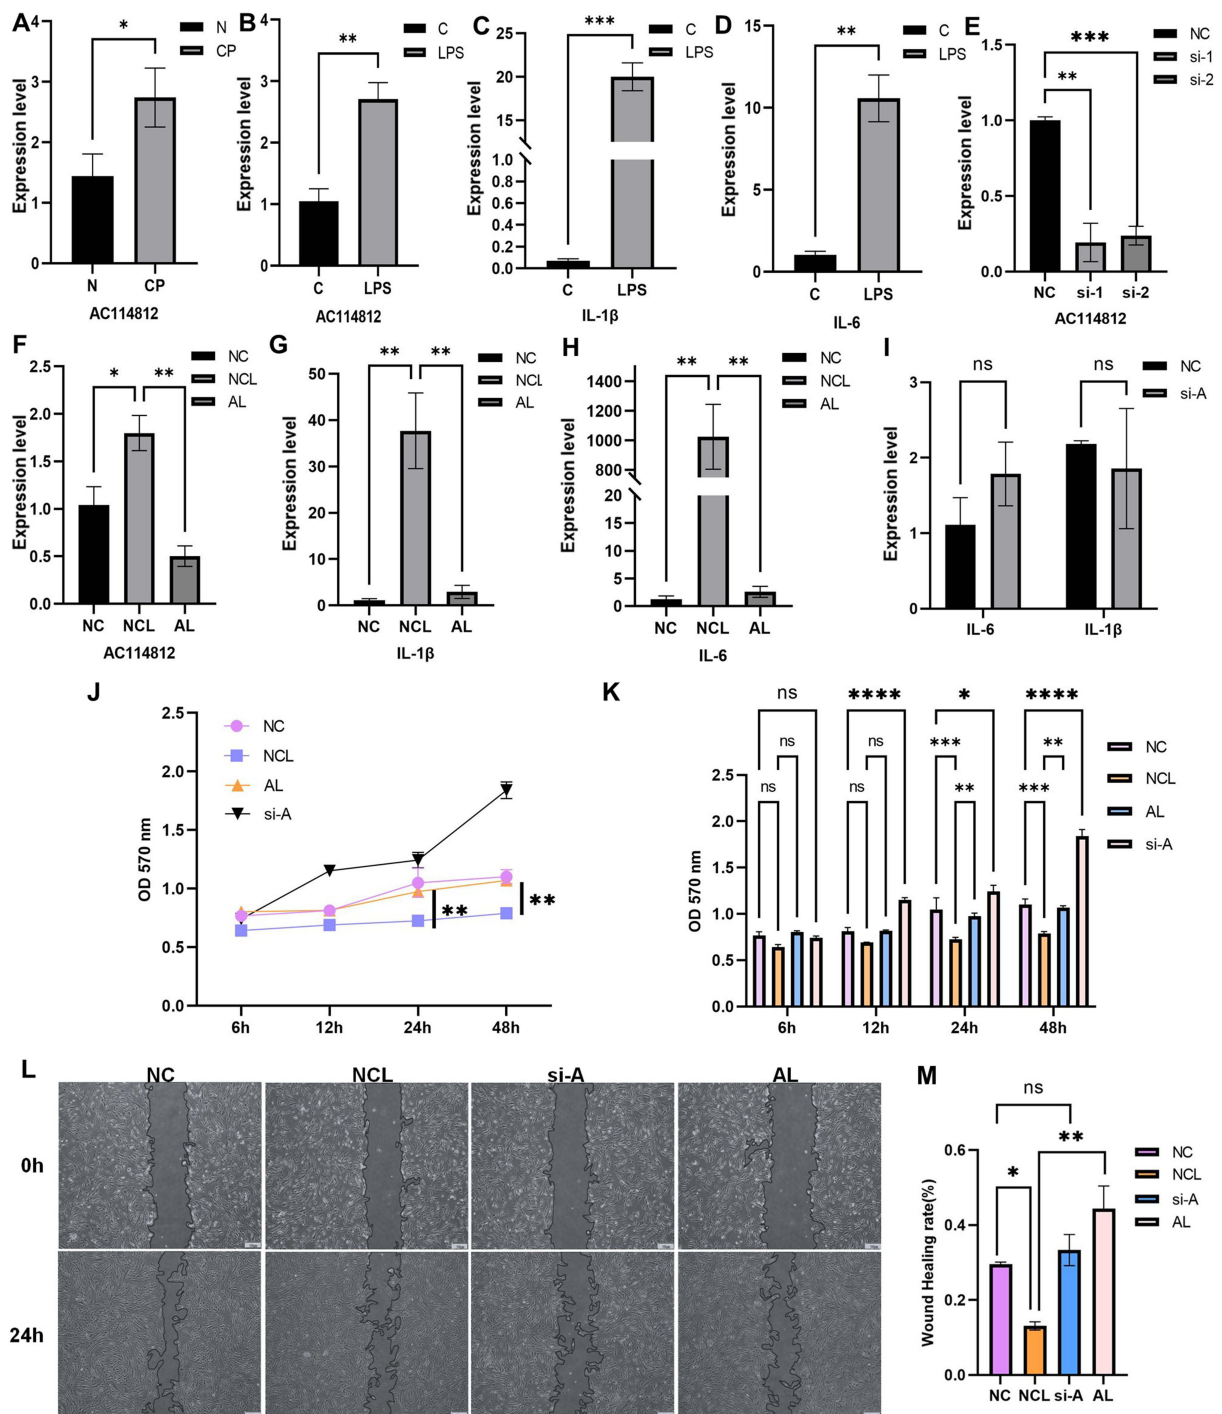 A
Expression level
4
3
2
1
0
*
N
CP
N
CP
AC114812
B
Expression level
4
3
2
1
0
**
C
LPS
C
LPS
AC114812
C
Expression level
25
20
15
1.0
0.8
0.6
0.4
0.2
0.0
***
C
LPS
C
LPS
IL-1β
D
Expression level
15
10
5
0
**
C
LPS
C
LPS
IL-6
E
Expression level
1.5
1.0
0.5
0.0
***
**
NC
si-1
si-2
NC
si-1
si-2
AC114812
F
Expression level
2.5
2.0
1.5
1.0
0.5
0.0
*
**
NC
NCL
AL
NC
NCL
AL
AC114812
G
Expression level
50
40
30
20
10
0
**
**
NC
NCL
AL
NC
NCL
AL
IL-1β
H
Expression level
1400
1200
1000
800
20
15
10
5
0
**
**
NC
NCL
AL
NC
NCL
AL
IL-6
I
Expression level
3
2
1
0
ns
ns
NC
si-A
IL-6
IL-1β
J
OD 570 nm
2.5
2.0
1.5
1.0
0.5
0.0
NC
NCL
AL
si-A
**
**
6h
12h
24h
48h
K
OD 570 nm
2.5
2.0
1.5
1.0
0.5
0.0
ns
ns
ns
****
ns
ns
*
***
**
****
**
***
NC
NCL
AL
si-A
6h
12h
24h
48h
L
NC
NCL
si-A
AL
0h
24h
M
Wound Healing rate(%)
0.6
0.4
0.2
0.0
ns
**
*
NC
NCL
si-A
AL
NC
NCL
si-A
AL